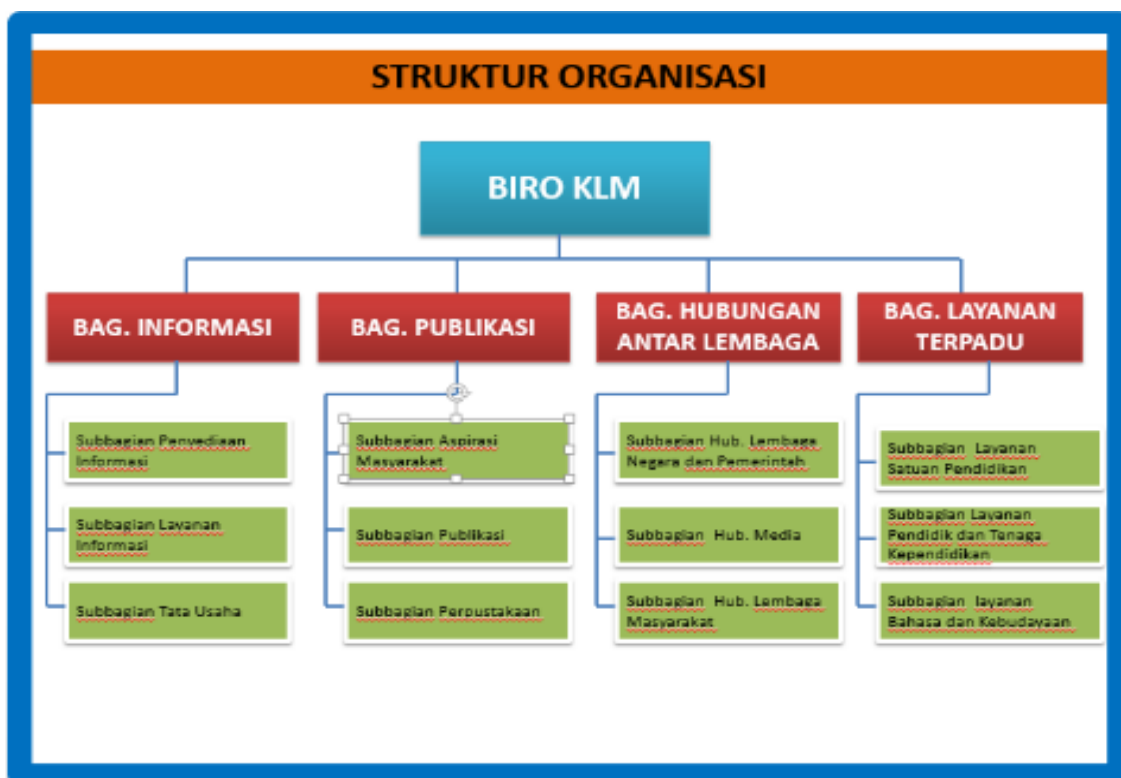 STRUKTUR ORGANISASI
BIRO KLM
BAG. INFORMASI
BAG. PUBLIKASI
BAG. HUBUNGAN
ANTAR LEMBAGA
BAG. LAYANAN
TERPADU
Subbagian Penyediaan
Informasi
Subbagian Layanan
Informasi
Subbagian Tata Usaha
Subbagian Aspirasi
Masyarakat
Subbagian Publikasi
Subbagian Perpustakaan
Subbagian Hub. Lembaga
Negara dan Pemerintah
Subbagian Hub. Media
Subbagian Hub. Lembaga
Masyarakat
Subbagian Layanan
Satuan Pendidikan
Subbagian Layanan
Pendidik dan Tenaga
Kependidikan
Subbagian layanan
Bahasa dan Kebudayaan